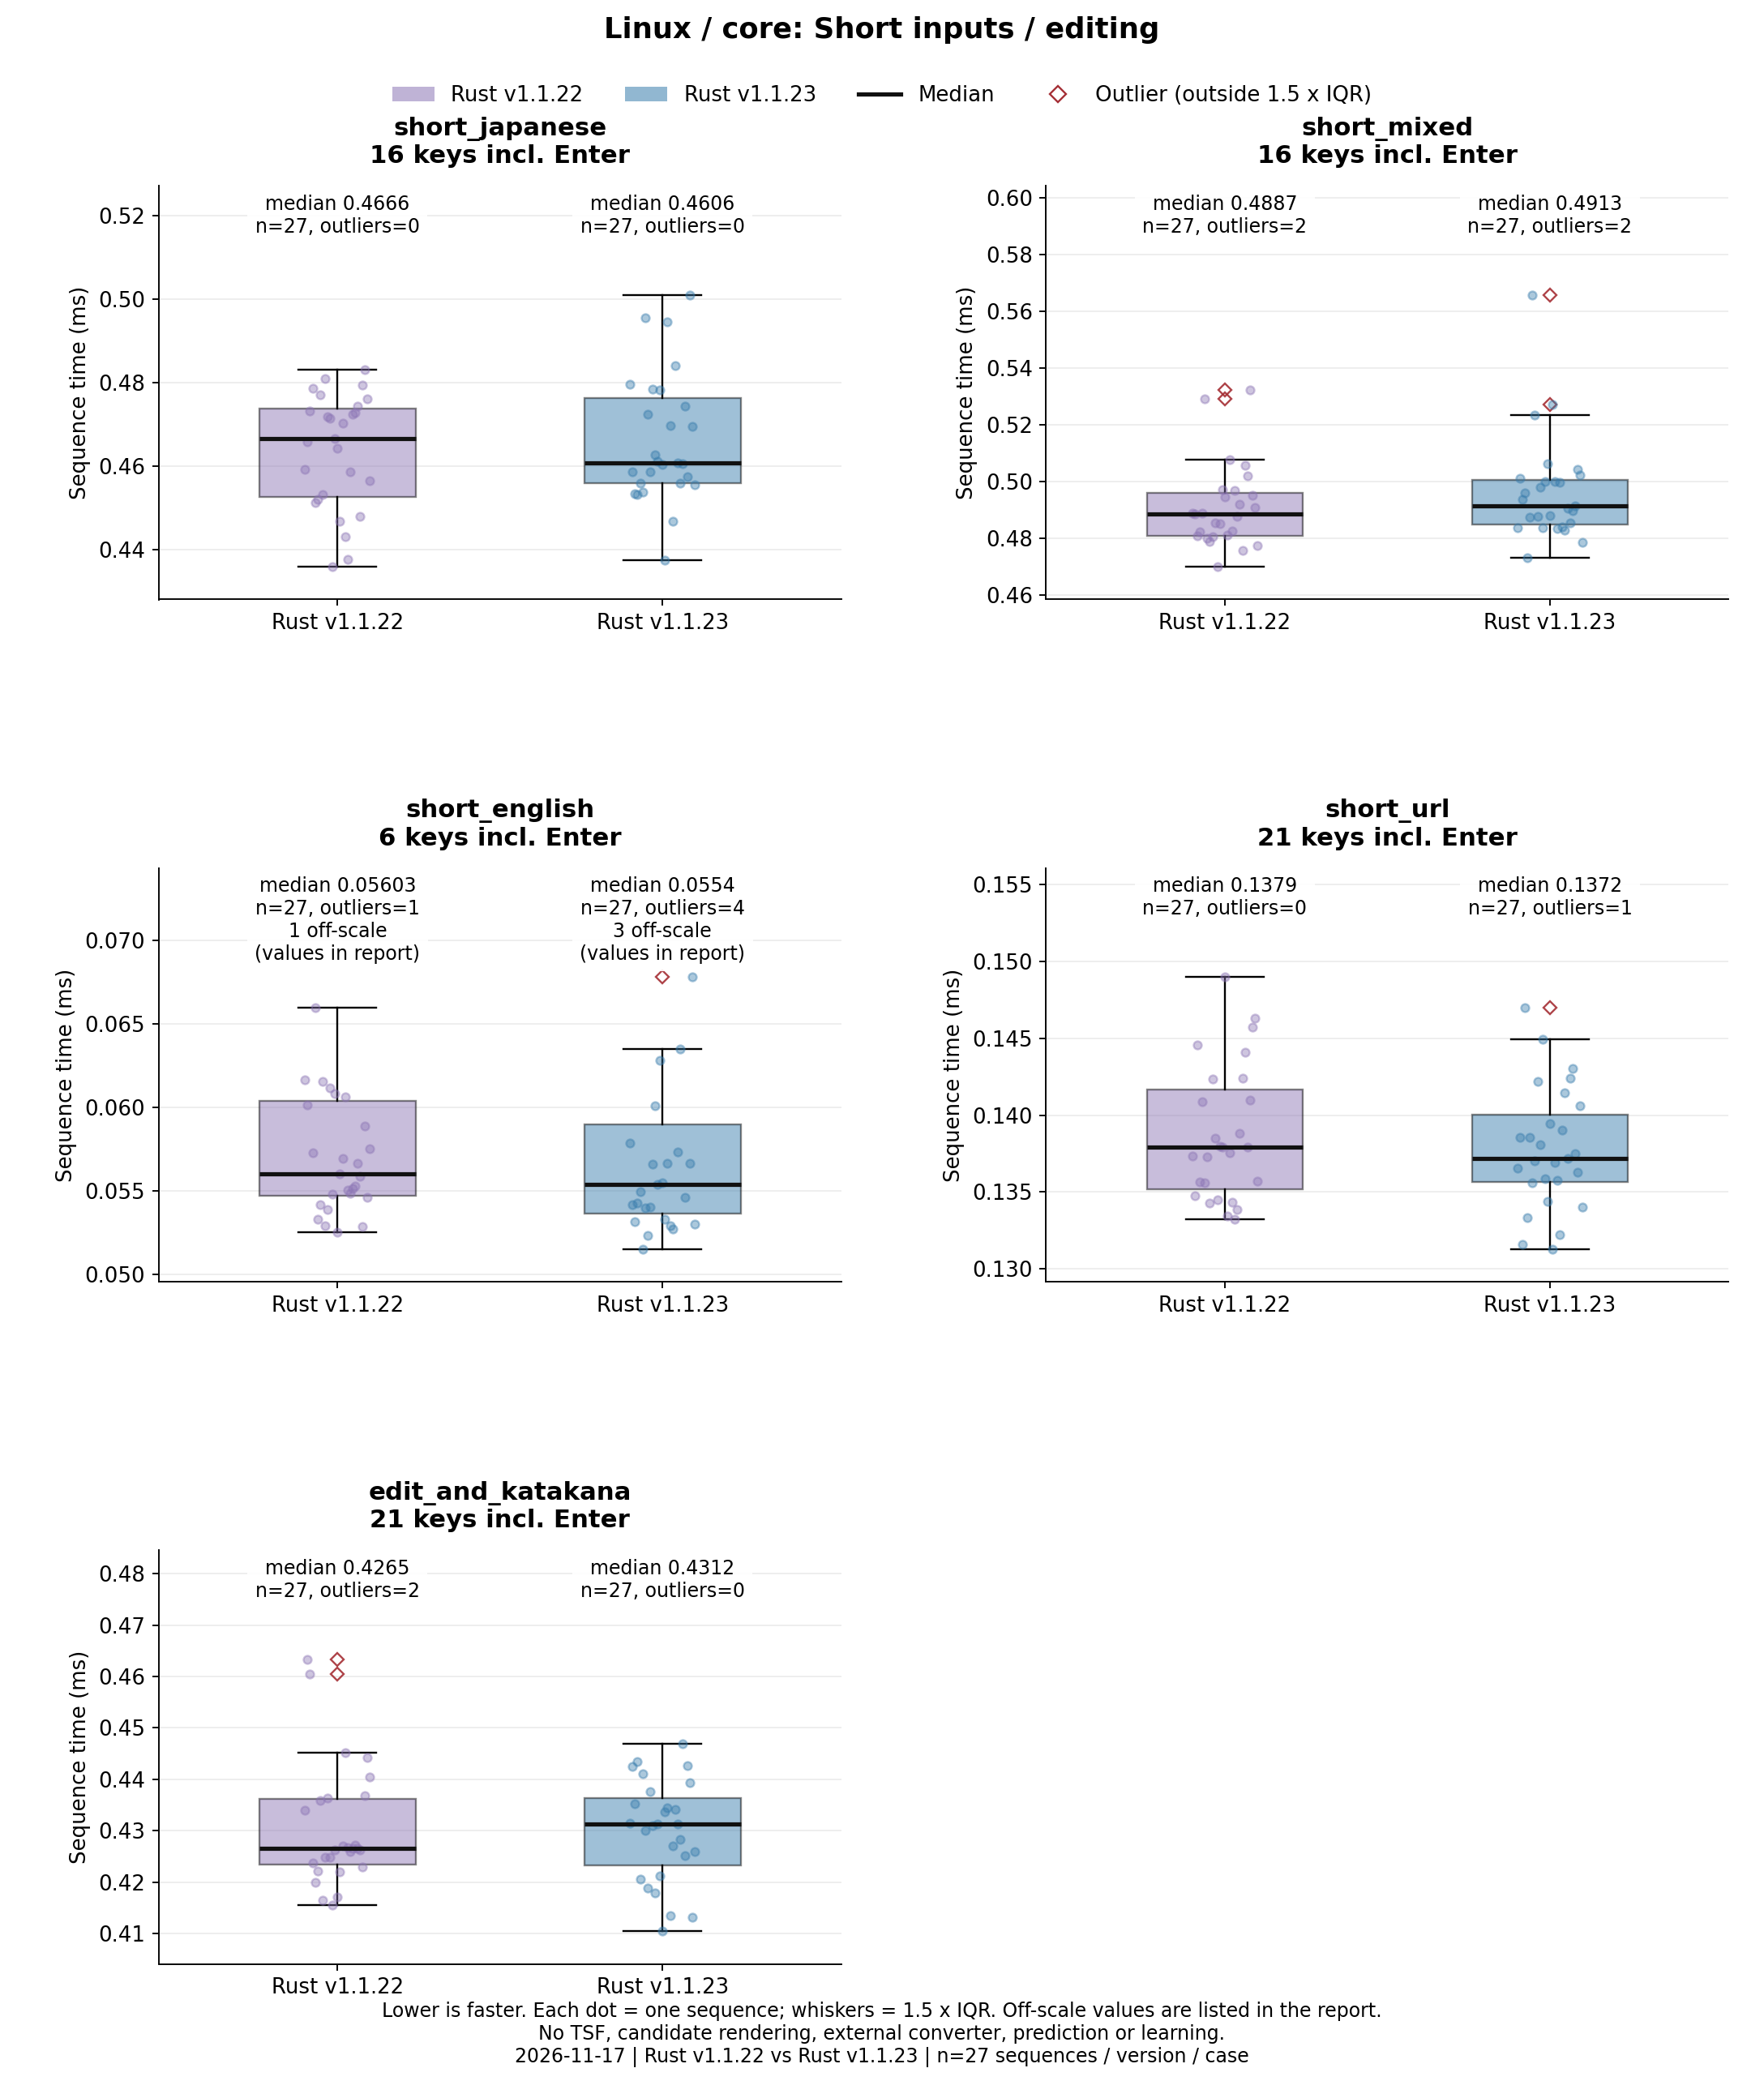 Linux / core: Short inputs / editing
Rust v1.1.22
Rust v1.1.23
Median
Outlier (outside 1.5 x IQR)
short_japanese
16 keys incl. Enter
median 0.4666
n=27, outliers=0
median 0.4606
n=27, outliers=0
Sequence time (ms)
0.52
0.50
0.48
0.46
0.44
Rust v1.1.22
Rust v1.1.23
short_mixed
16 keys incl. Enter
median 0.4887
n=27, outliers=2
median 0.4913
n=27, outliers=2
Sequence time (ms)
0.60
0.58
0.56
0.54
0.52
0.50
0.48
0.46
Rust v1.1.22
Rust v1.1.23
short_english
6 keys incl. Enter
median 0.05603
n=27, outliers=1
1 off-scale
(values in report)
median 0.0554
n=27, outliers=4
3 off-scale
(values in report)
Sequence time (ms)
0.070
0.065
0.060
0.055
0.050
Rust v1.1.22
Rust v1.1.23
short_url
21 keys incl. Enter
median 0.1379
n=27, outliers=0
median 0.1372
n=27, outliers=1
Sequence time (ms)
0.155
0.150
0.145
0.140
0.135
0.130
Rust v1.1.22
Rust v1.1.23
edit_and_katakana
21 keys incl. Enter
median 0.4265
n=27, outliers=2
median 0.4312
n=27, outliers=0
Sequence time (ms)
0.48
0.47
0.46
0.45
0.44
0.43
0.42
0.41
Rust v1.1.22
Rust v1.1.23
Lower is faster. Each dot = one sequence; whiskers = 1.5 x IQR. Off-scale values are listed in the report.
No TSF, candidate rendering, external converter, prediction or learning.
2026-11-17 | Rust v1.1.22 vs Rust v1.1.23 | n=27 sequences / version / case